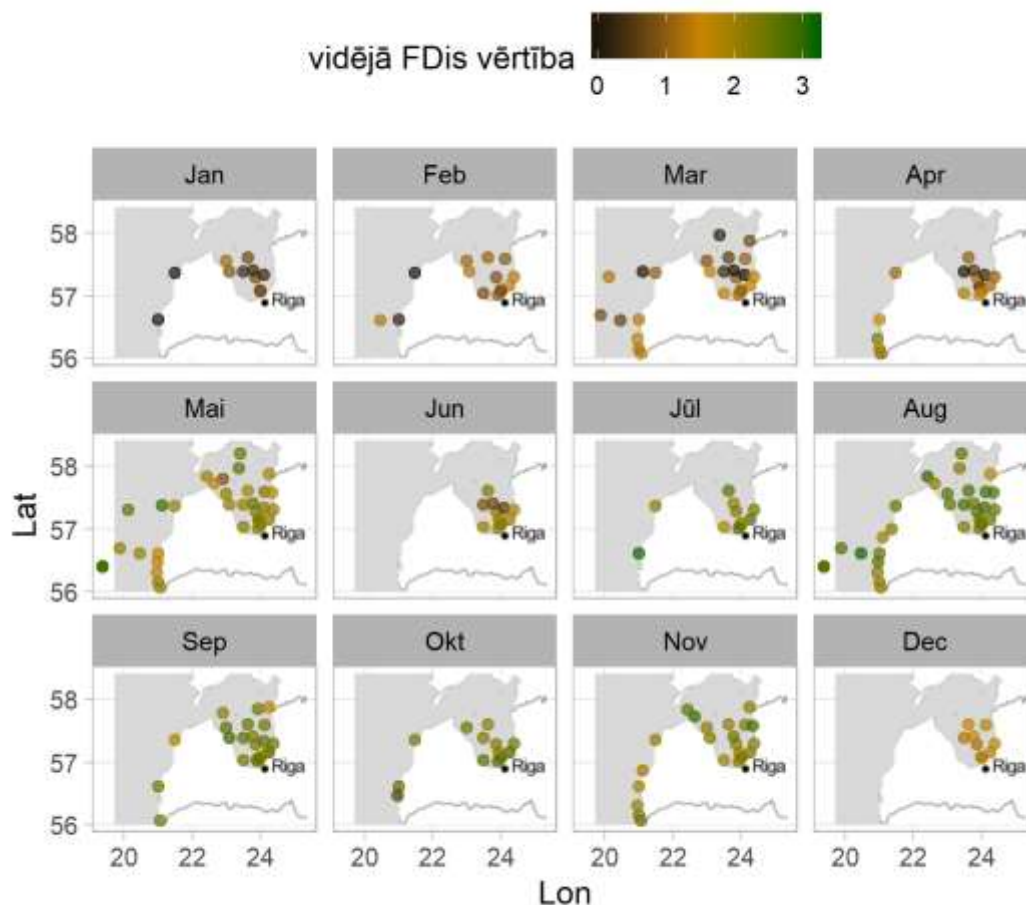 vidējā FDis vērtība
0 1 2 3
Jan Feb Mar Apr
58
57
56
Riga Riga Riga Riga
Mai Jun Jūl Aug
58
57
56
Riga Riga Riga Riga
Sep Okt Nov Dec
58
57
56
Riga Riga Riga Riga
Lat
20 22 24 20 22 24 20 22 24 20 22 24
Lon